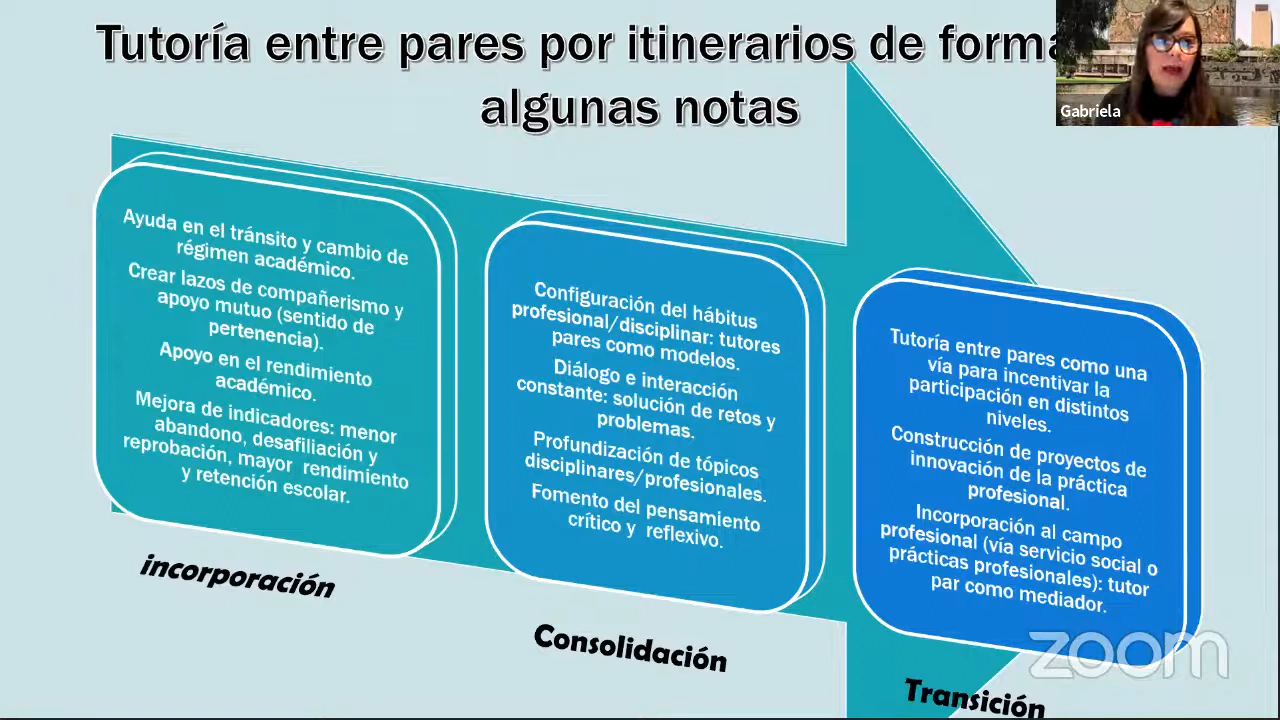 Tutoría entre pares por itinerarios de
algunas notas
Gabriela
Ayuda en el tránsito y cambio de
régimen académico.
Crear lazos de compañerismo y
apoyo mutuo (sentido de
pertenencia).
Apoyo en el rendimiento
académico.
Mejora de indicadores: menor
abandono, desafiliación y
reprobación, mayor rendimiento
y retención escolar.
incorporación
Configuración del hábitus
profesional/disciplinar: tutores
pares como modelos.
Diálogo e interacción
constante: solución de retos y
problemas.
Profundización de tópicos
disciplinares/profesionales.
Fomento del pensamiento
crítico y reflexivo.
Consolidación
Tutoría entre pares como una
vía para incentivar la
participación en distintos
niveles.
Construcción de proyectos de
innovación de la práctica
profesional.
Incorporación al campo
profesional (vía servicio social o
prácticas profesionales): tutor
par como mediador.
Transición
zoom